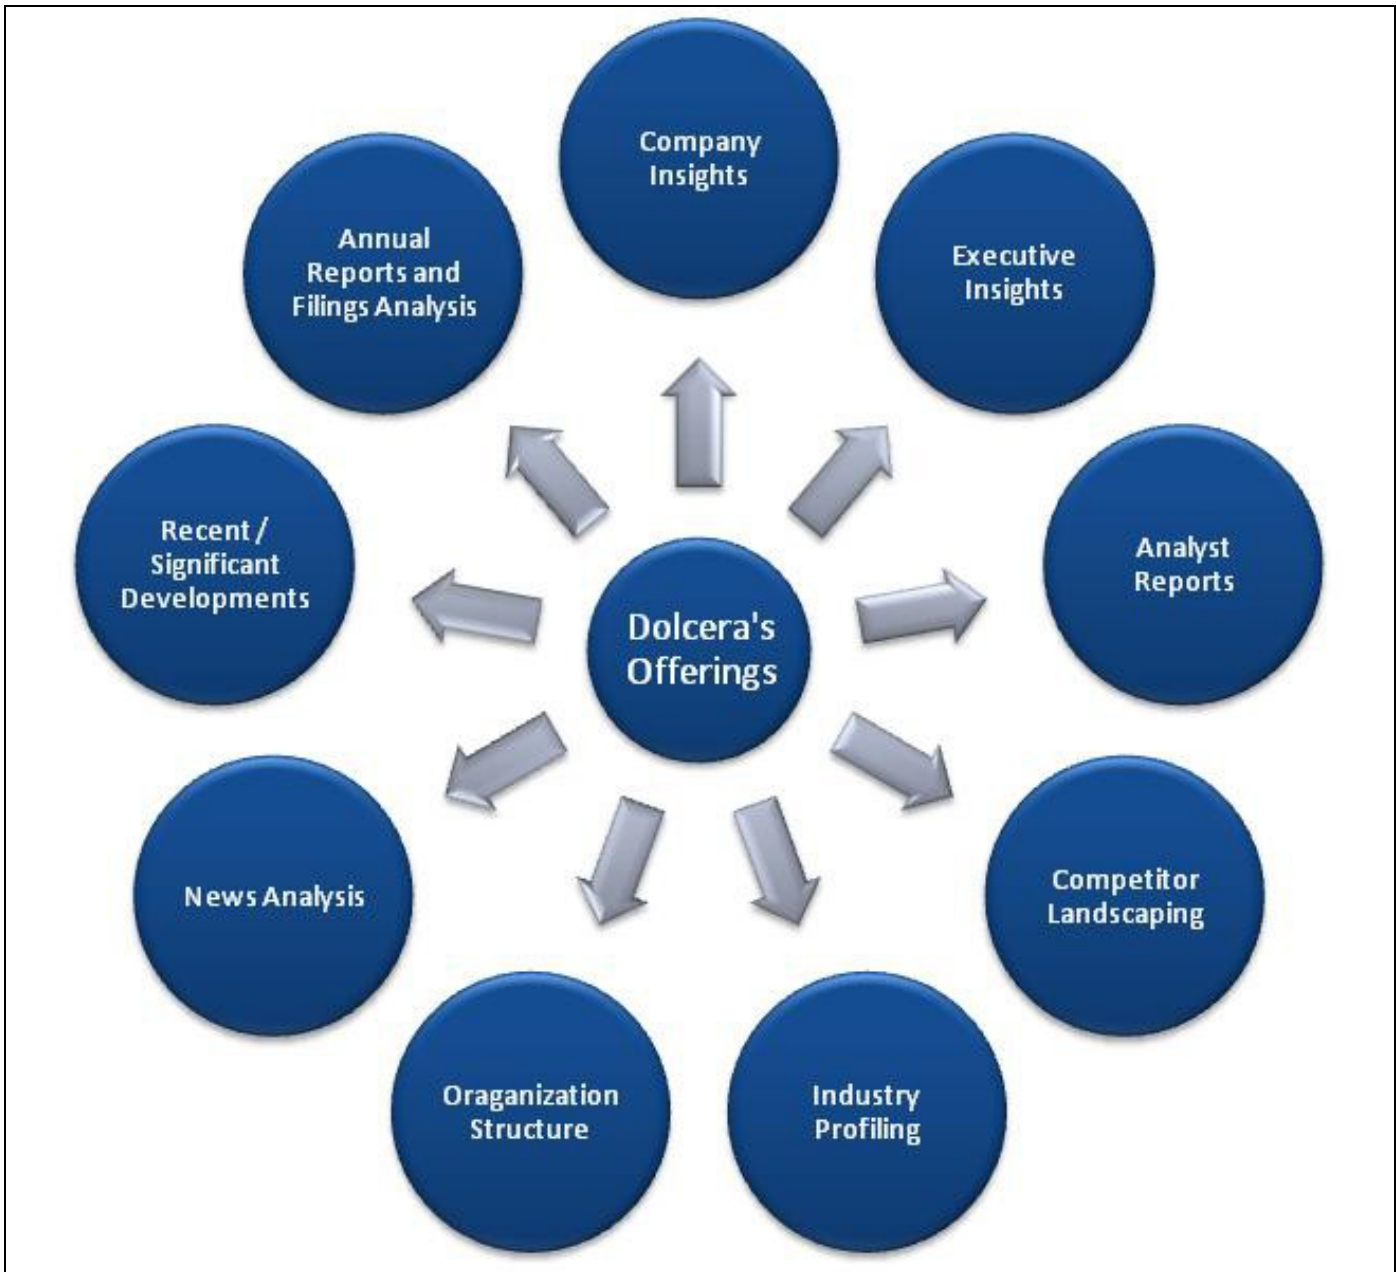 Company
Insights
Executive
Insights
Analyst
Reports
Competitor
Landscaping
Industry
Profiling
Oraganization
Structure
News Analysis
Recent /
Significant
Developments
Annual
Reports and
Filings Analysis
Dolcera's
Offerings